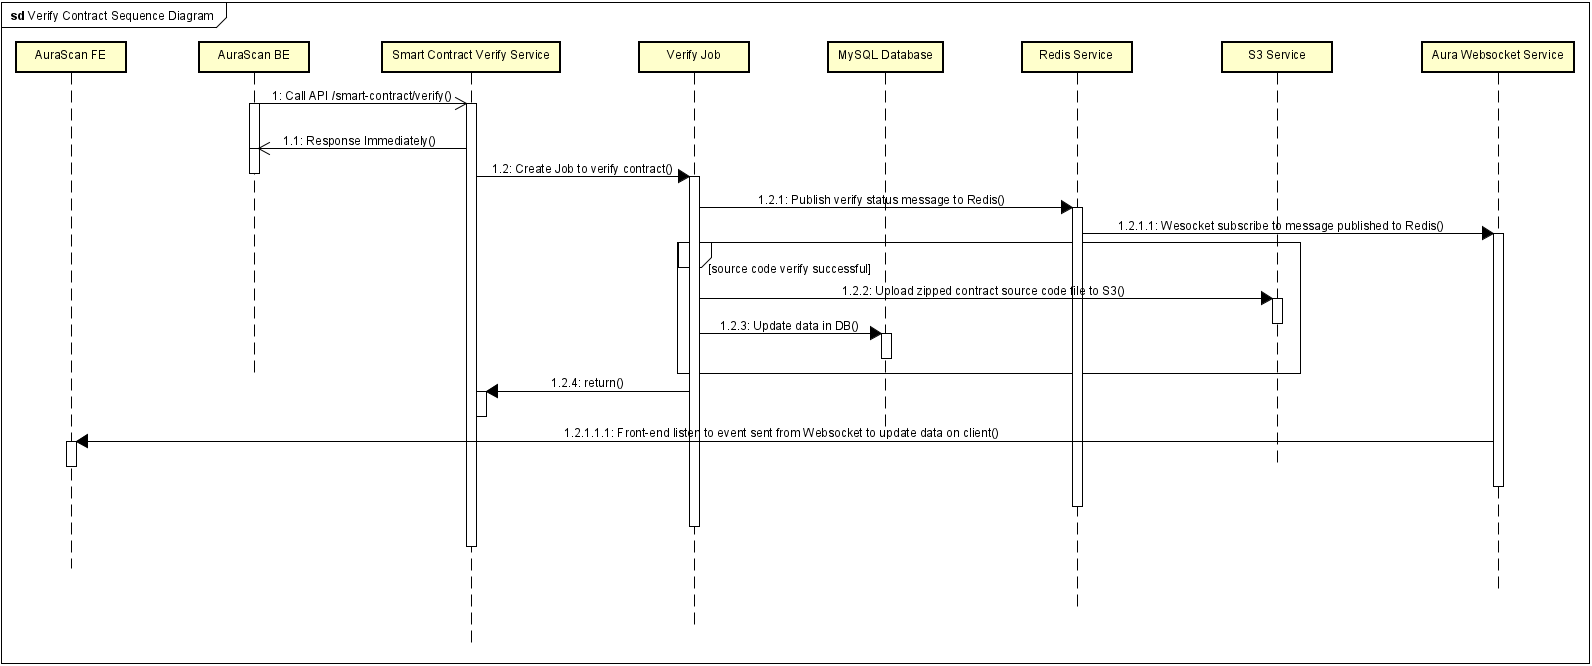 sd Verify Contract Sequence Diagram
AuraScan FE
AuraScan BE
Smart Contract Verify Service
Verify Job
MySQL Database
Redis Service
S3 Service
Aura Websocket Service
1: Call API /smart-contract/verify()
1.1: Response Immediately()
1.2: Create Job to verify contract()
1.2.1: Publish verify status message to Redis()
1.2.1.1: Wesocket subscribe to message published to Redis()
[source code verify successful]
1.2.2: Upload zipped contract source code file to S3()
1.2.3: Update data in DB()
1.2.4: return()
1.2.1.1.1: Front-end listen to event sent from Websocket to update data on client()